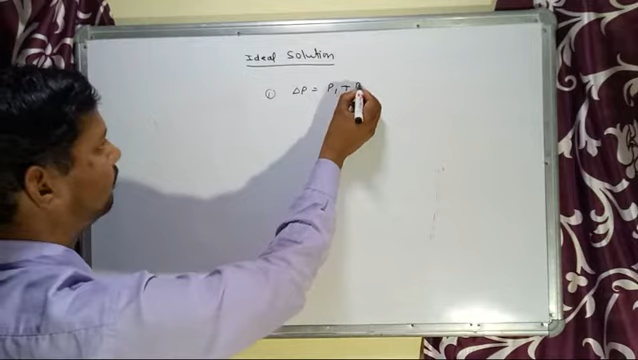 Ideal Solution
① ΔP = P₁ + P